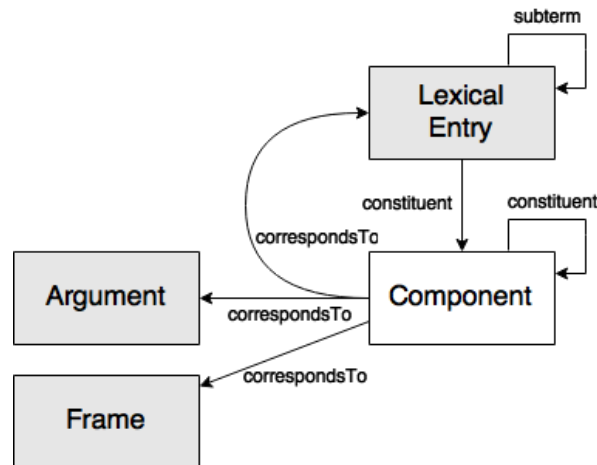 subterm
Lexical
Entry
constituent
constituent
correspondsTo
Argument
Component
correspondsTo
correspondsTo
Frame